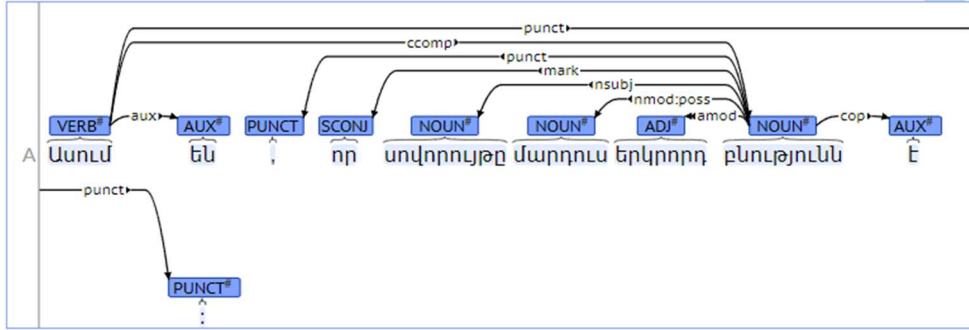 punct
ccomp
punct
mark
nsubj
nmod:poss
aux amod cop
VERB# AUX# PUNCT SCONJ NOUN# NOUN# ADJ# NOUN# AUX#
A Ասում են , որ սովորույթը մարդուս երկրորդ բնությունն է
punct
PUNCT#
: